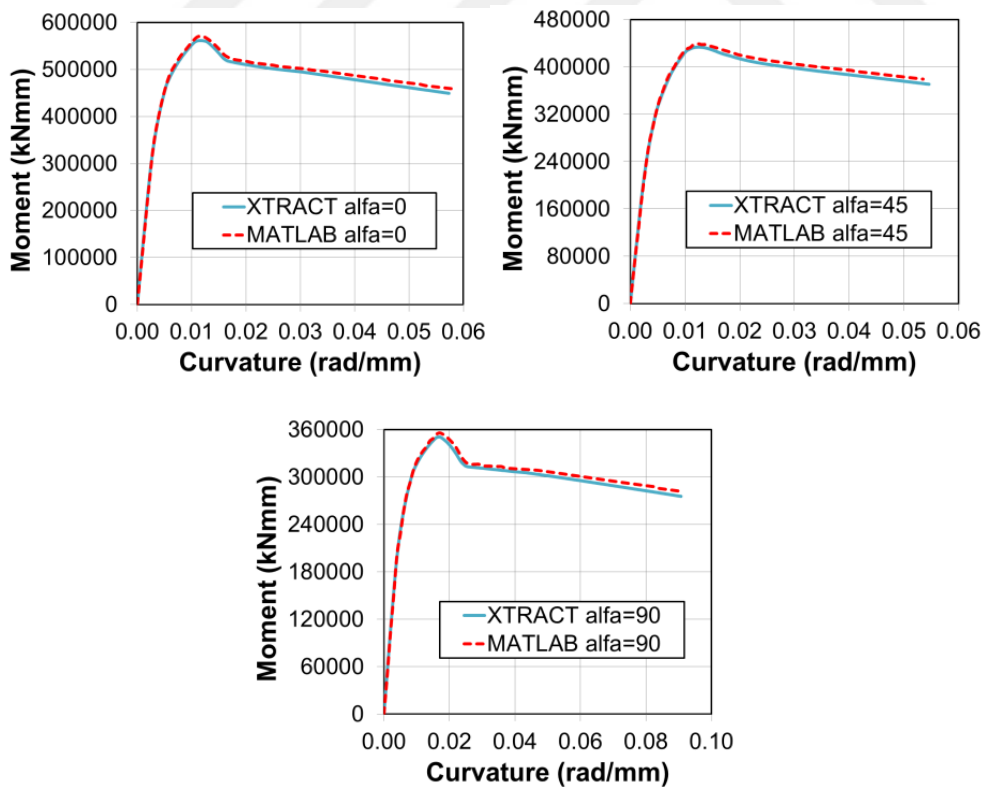 600000
500000
400000
300000
200000
100000
0
Moment (kNmm)
XTRACT alfa=0
MATLAB alfa=0
0.00 0.01 0.02 0.03 0.04 0.05 0.06
Curvature (rad/mm)
480000
400000
320000
240000
160000
80000
0
Moment (kNmm)
XTRACT alfa=45
MATLAB alfa=45
0.00 0.01 0.02 0.03 0.04 0.05 0.06
Curvature (rad/mm)
360000
300000
240000
180000
120000
60000
0
Moment (kNmm)
XTRACT alfa=90
MATLAB alfa=90
0.00 0.02 0.04 0.06 0.08 0.10
Curvature (rad/mm)